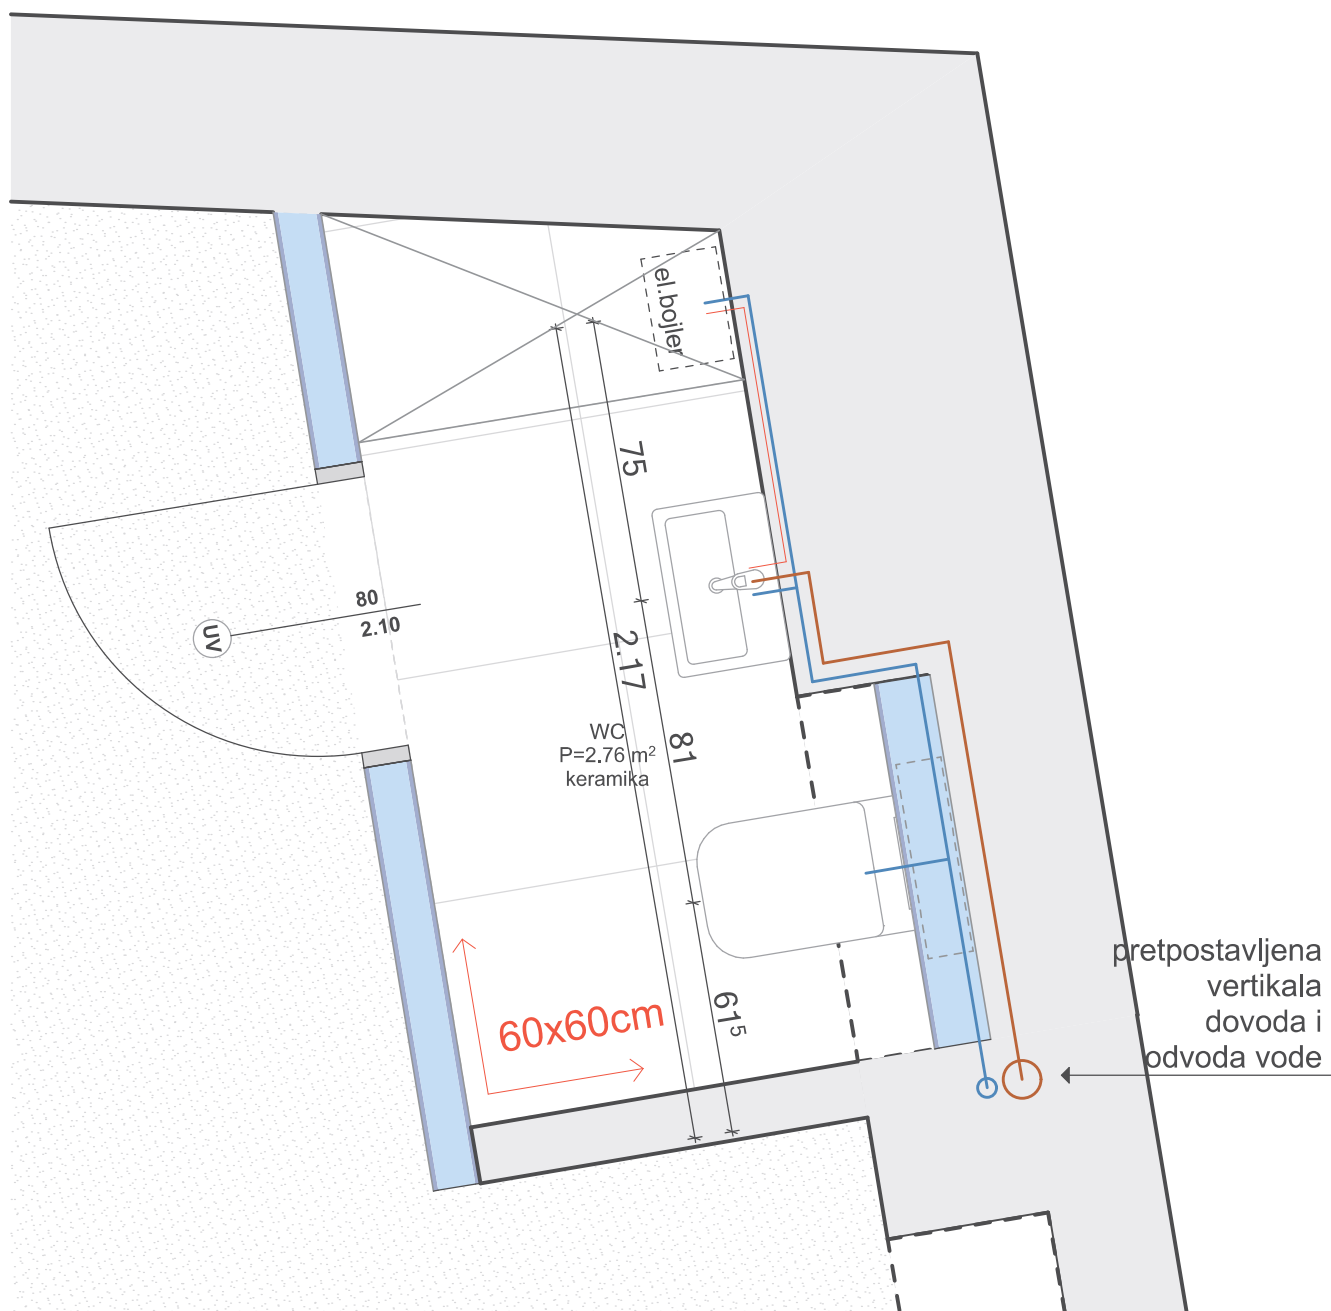 el.bojler
75
80
2.10
UV
2.17
WC
P=2.76 m²
keramika
81
61⁵
60x60cm
pretpostavljena
vertikala
dovoda i
odvoda vode